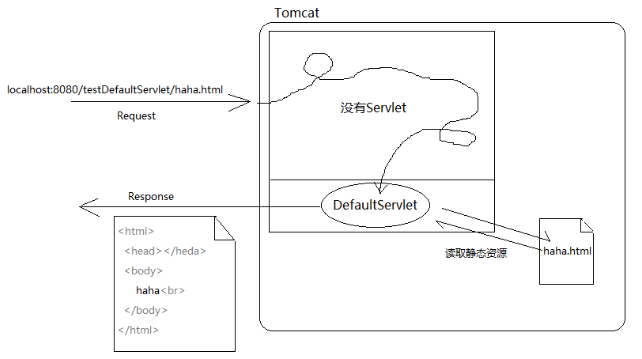 Tomcat
localhost:8080/testDefaultServlet/haha.html
没有Servlet
Request
Response
DefaultServlet
<html>
<head></heda>
<body>
haha<br>
</body>
</html>
读取静态资源
haha.html